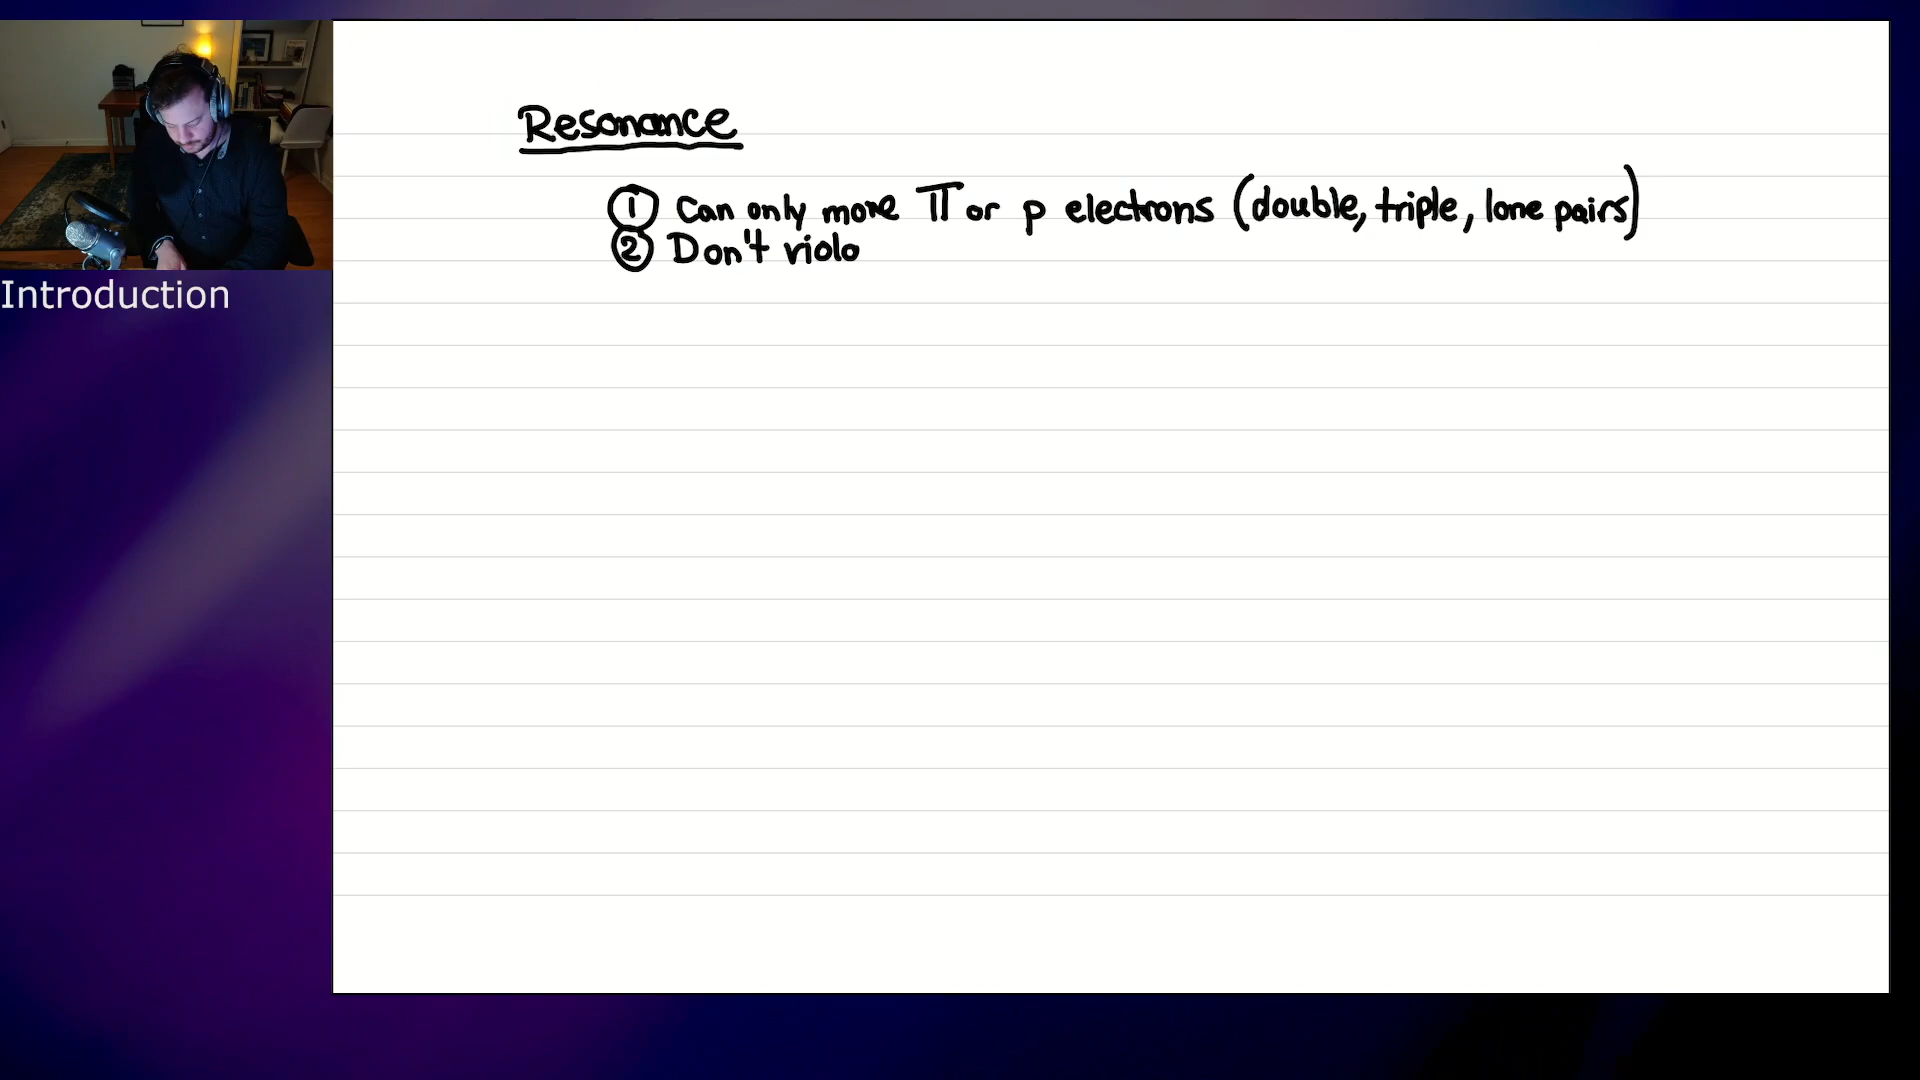 Resonance
① Can only move π or p electrons (double, triple, lone pairs)
② Don't viola
Introduction